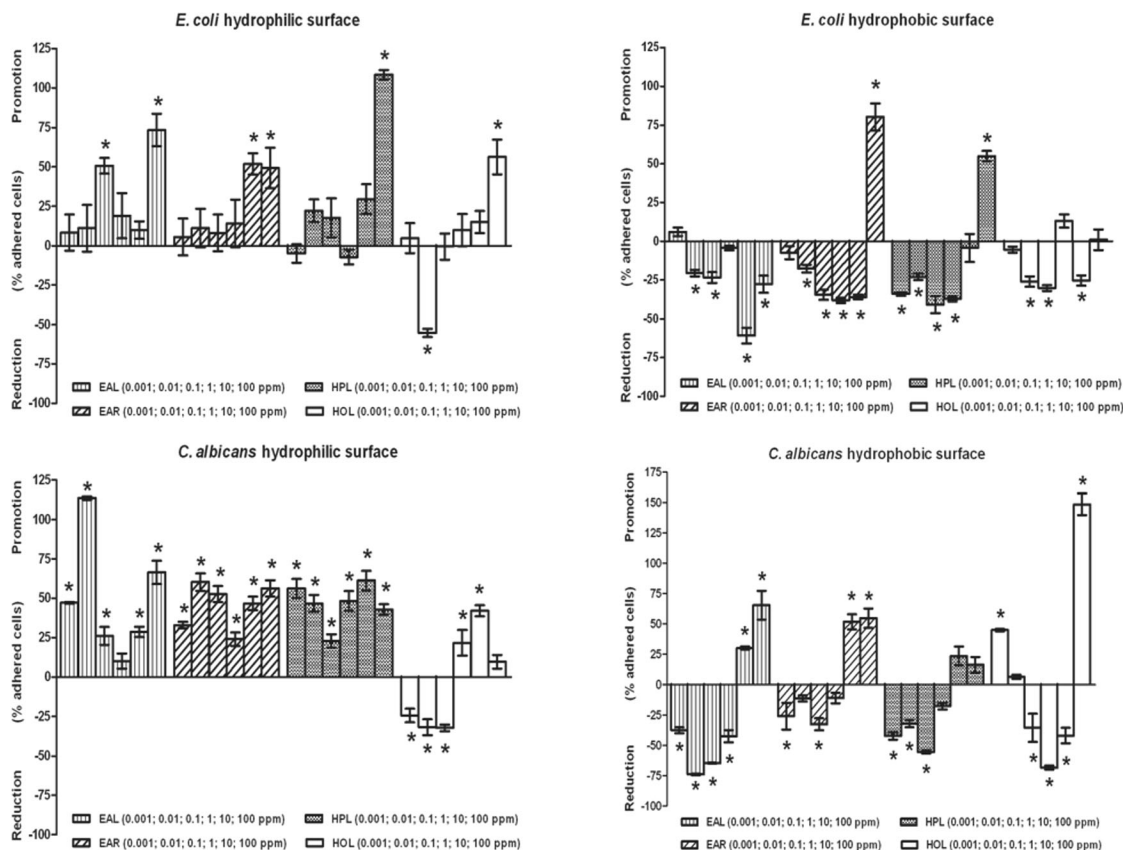 E. coli hydrophilic surface
Promotion
(% adhered cells)
Reduction
125
100
75
50
25
0
-25
-50
-75
-100
* * * * * * *
EAL (0.001; 0.01; 0.1; 1; 10; 100 ppm)
HPL (0.001; 0.01; 0.1; 1; 10; 100 ppm)
EAR (0.001; 0.01; 0.1; 1; 10; 100 ppm)
HOL (0.001; 0.01; 0.1; 1; 10; 100 ppm)
E. coli hydrophobic surface
Promotion
(% adhered cells)
Reduction
125
100
75
50
25
0
-25
-50
-75
-100
* * * * * * * * * * * * * * * * *
EAL (0.001; 0.01; 0.1; 1; 10; 100 ppm)
HPL (0.001; 0.01; 0.1; 1; 10; 100 ppm)
EAR (0.001; 0.01; 0.1; 1; 10; 100 ppm)
HOL (0.001; 0.01; 0.1; 1; 10; 100 ppm)
C. albicans hydrophilic surface
Promotion
(% adhered cells)
Reduction
125
100
75
50
25
0
-25
-50
-75
-100
* * * * * * * * * * * * * * * * * * * * * *
EAL (0.001; 0.01; 0.1; 1; 10; 100 ppm)
HPL (0.001; 0.01; 0.1; 1; 10; 100 ppm)
EAR (0.001; 0.01; 0.1; 1; 10; 100 ppm)
HOL (0.001; 0.01; 0.1; 1; 10; 100 ppm)
C. albicans hydrophobic surface
Promotion
(% adhered cells)
Reduction
175
150
125
100
75
50
25
0
-25
-50
-75
-100
* * * * * * * * * * * * * * * * * *
EAL (0.001; 0.01; 0.1; 1; 10; 100 ppm)
HPL (0.001; 0.01; 0.1; 1; 10; 100 ppm)
EAR (0.001; 0.01; 0.1; 1; 10; 100 ppm)
HOL (0.001; 0.01; 0.1; 1; 10; 100 ppm)